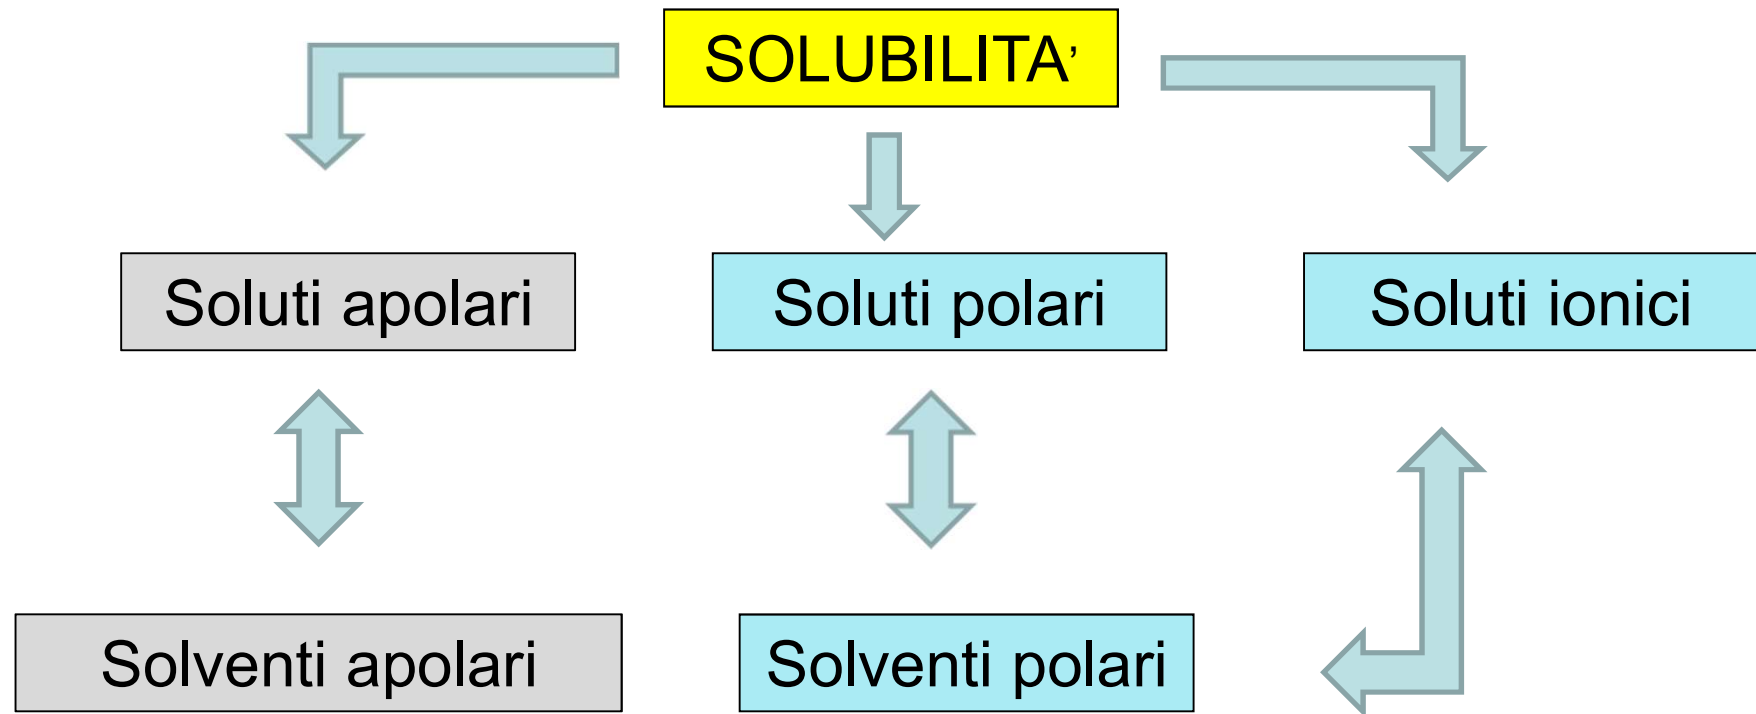 SOLUBILITA’
Soluti apolari
Soluti polari
Soluti ionici
Solventi apolari
Solventi polari